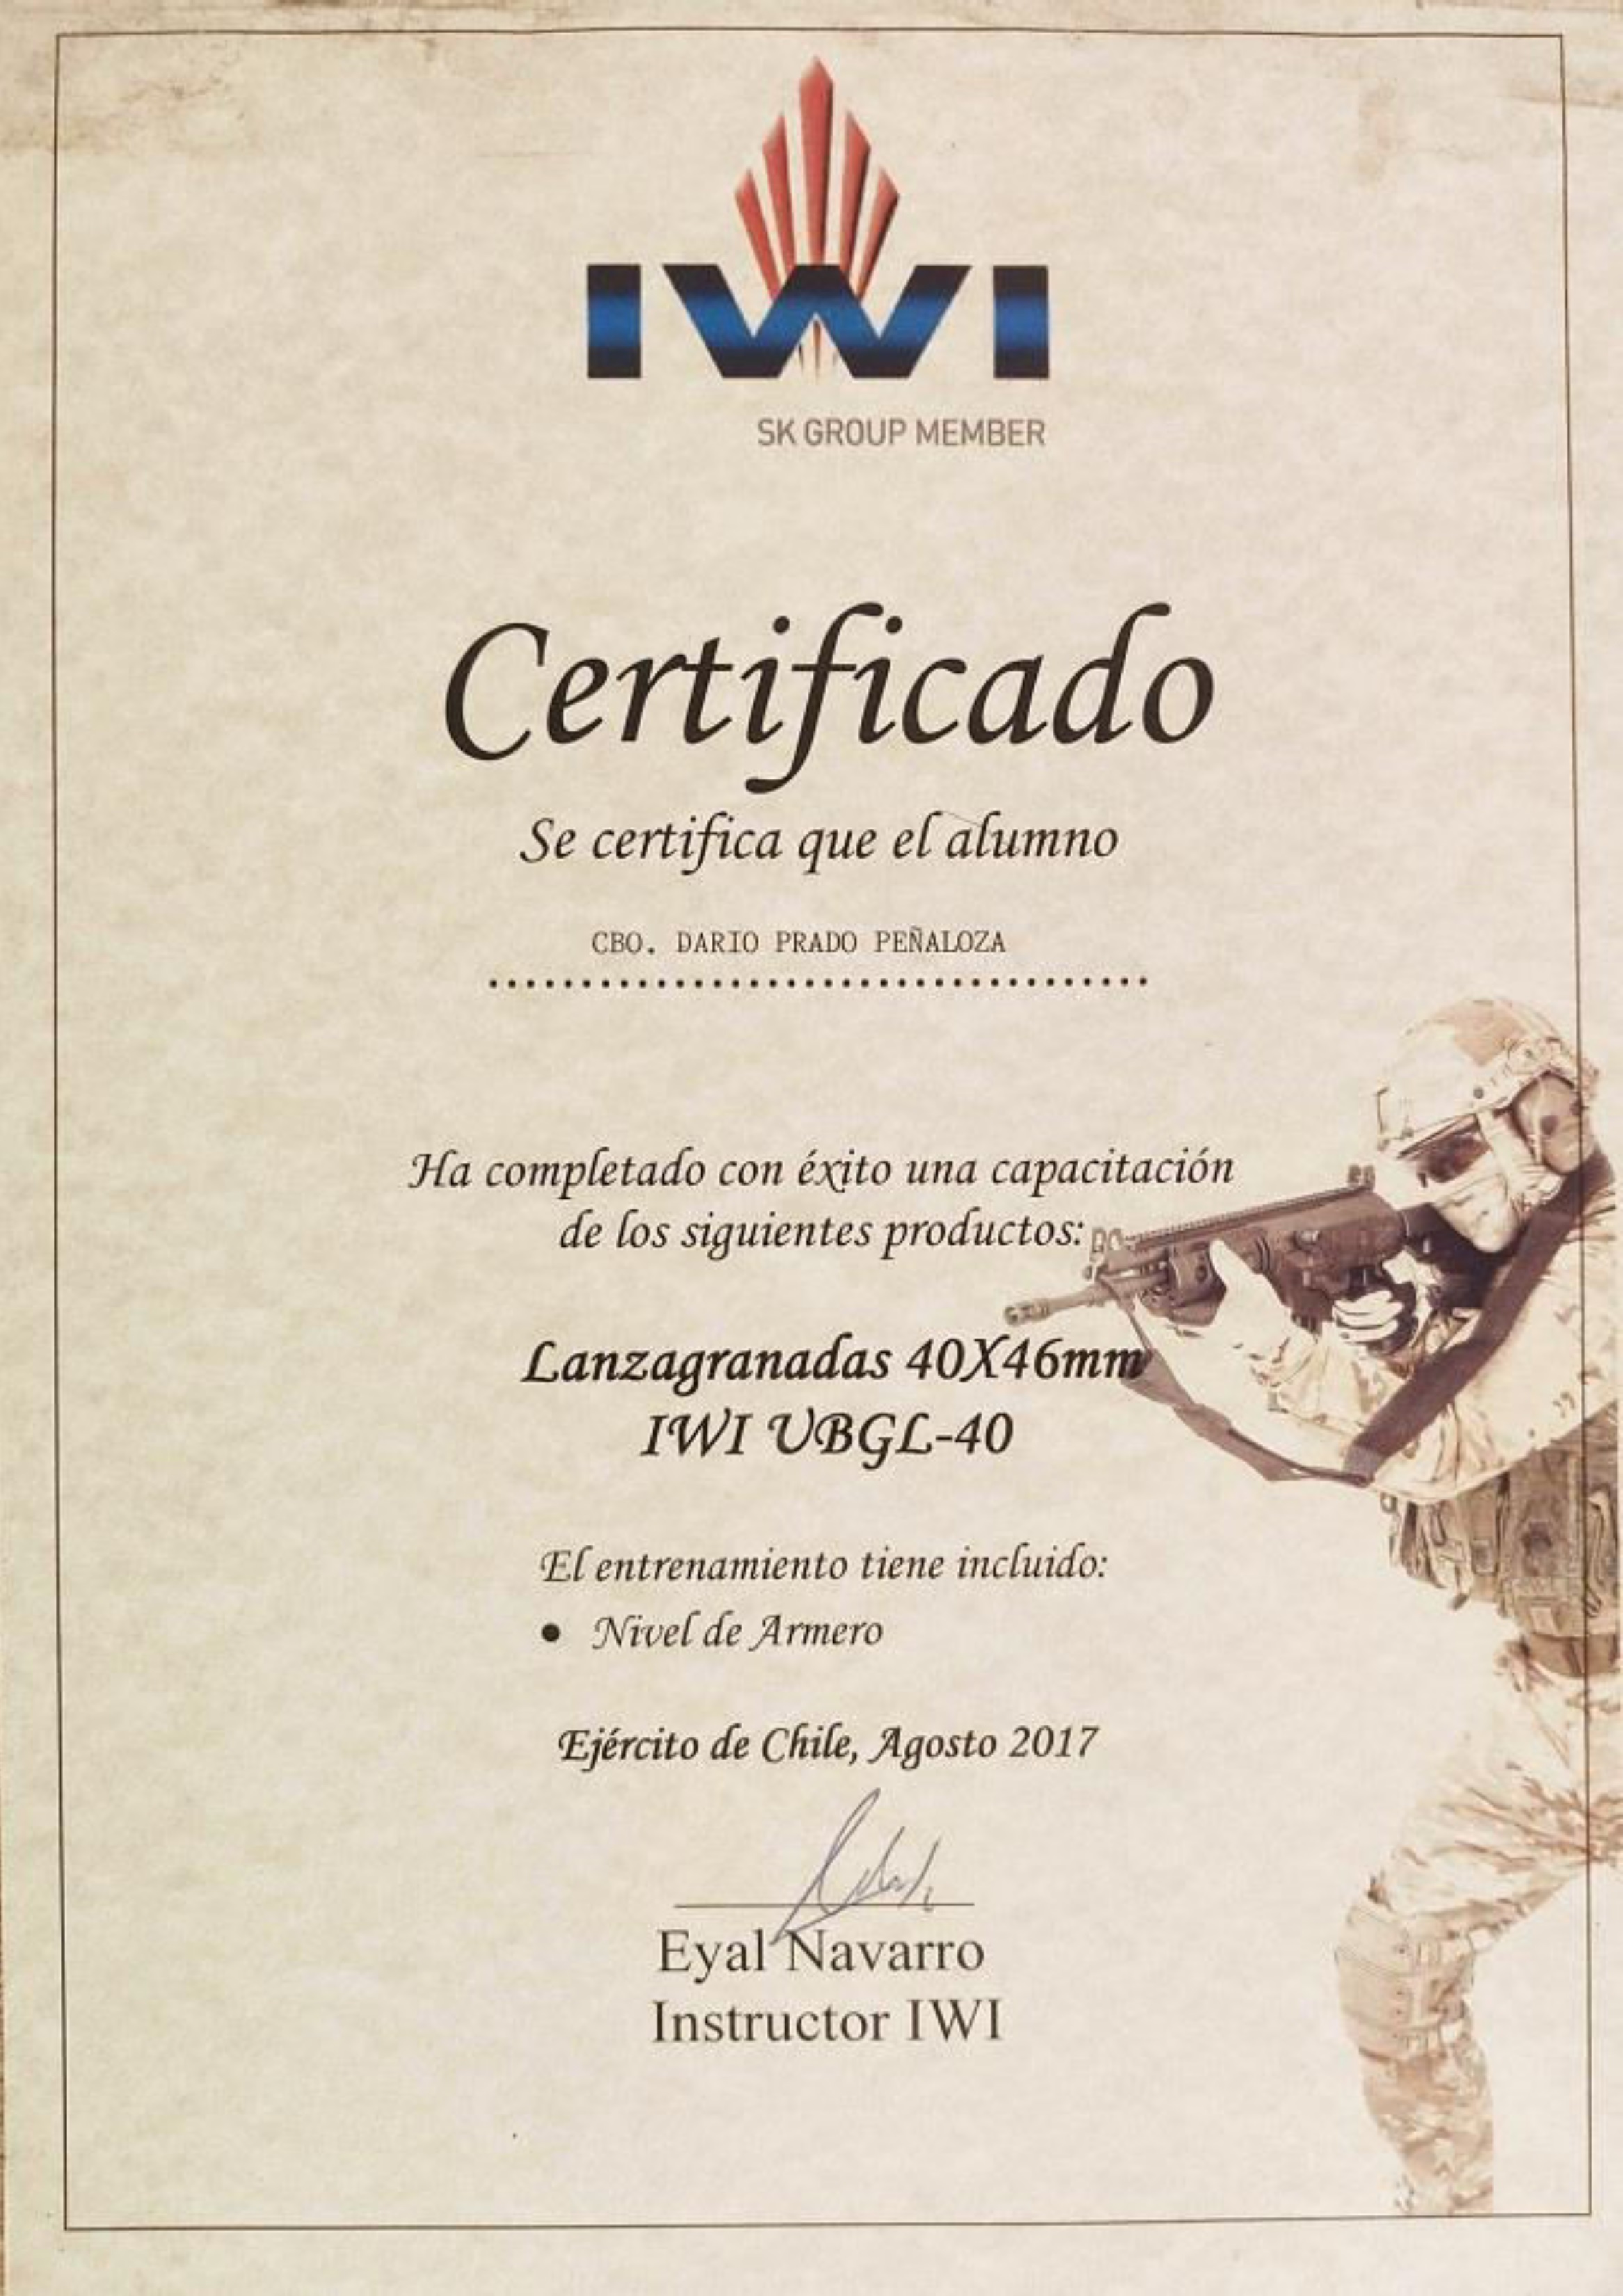 IWI
SK GROUP MEMBER
Certificado
Se certifica que el alumno
CBO. DARIO PRADO PEÑALOZA
Ha completado con éxito una capacitación
de los siguientes productos:
Lanzagranadas 40X46mm
IWI UBGL-40
El entrenamiento tiene incluido:
• Nivel de Armero
Ejército de Chile, Agosto 2017
Eyal Navarro
Instructor IWI